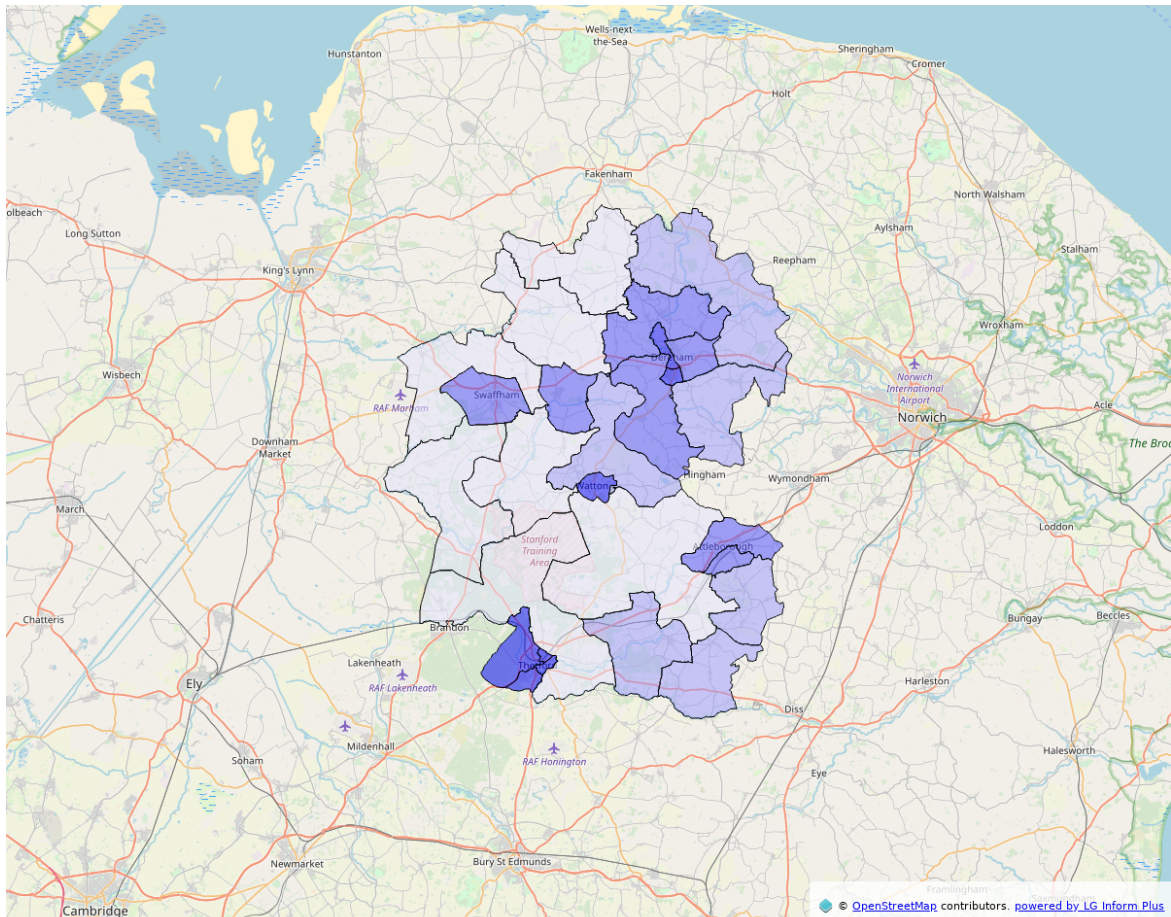 Wells-next-
the-Sea
Hunstanton
Sheringham
Cromer
Holt
Fakenham
North Walsham
olbeach
Long Sutton
Aylsham
Stalham
King's Lynn
Reepham
Wroxham
Dereham
Wisbech
Norwich
International
Airport
Swaffham
RAF Marham
Acle
Norwich
Downham
Market
The Broa
Hingham
Wymondham
Watton
March
Loddon
Stanford
Training
Area
Attleborough
Chatteris
Brandon
Bungay
Beccles
Lakenheath
Thetford
Ely
RAF Lakenheath
Harleston
Diss
Mildenhall
RAF Honington
Halesworth
Soham
Eye
Newmarket
Bury St Edmunds
Framlingham
Cambridge
© OpenStreetMap contributors. powered by LG Inform Plus